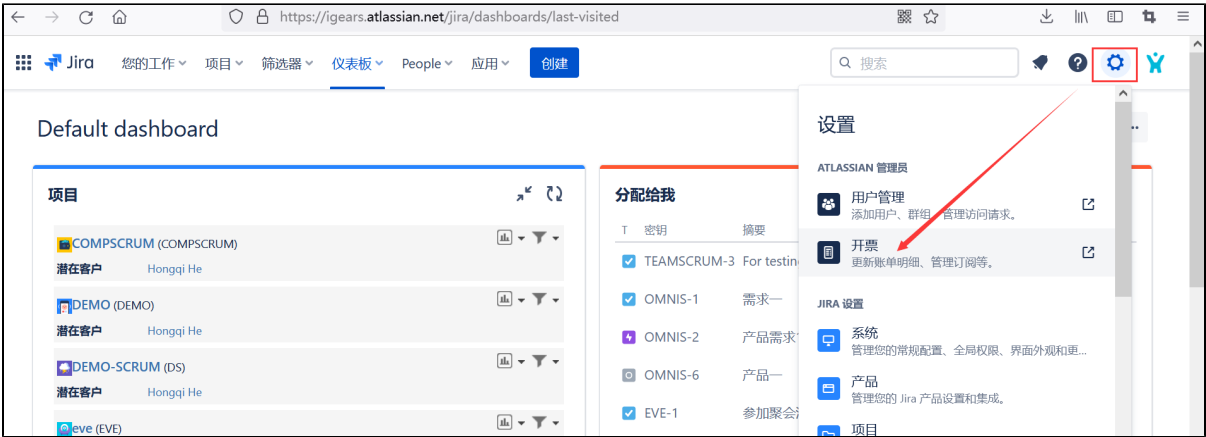 https://igears.atlassian.net/jira/dashboards/last-visited
Jira 您的工作 项目 筛选器 仪表板 People 应用 创建 搜索
Default dashboard
项目
COMPSCRUM (COMPSCRUM)
潜在客户 Hongqi He
DEMO (DEMO)
潜在客户 Hongqi He
DEMO-SCRUM (DS)
潜在客户 Hongqi He
eve (EVE)
分配给我
T 密钥 摘要
TEAMSCRUM-3 For testin
OMNIS-1 需求一
OMNIS-2 产品需求
OMNIS-6 产品一
EVE-1 参加聚会
设置
ATLASSIAN 管理员
用户管理
添加用户、群组、管理访问请求。
开票
更新账单明细、管理订阅等。
JIRA 设置
系统
管理您的常规配置、全局权限、界面外观和更...
产品
管理您的 Jira 产品设置和集成。
项目